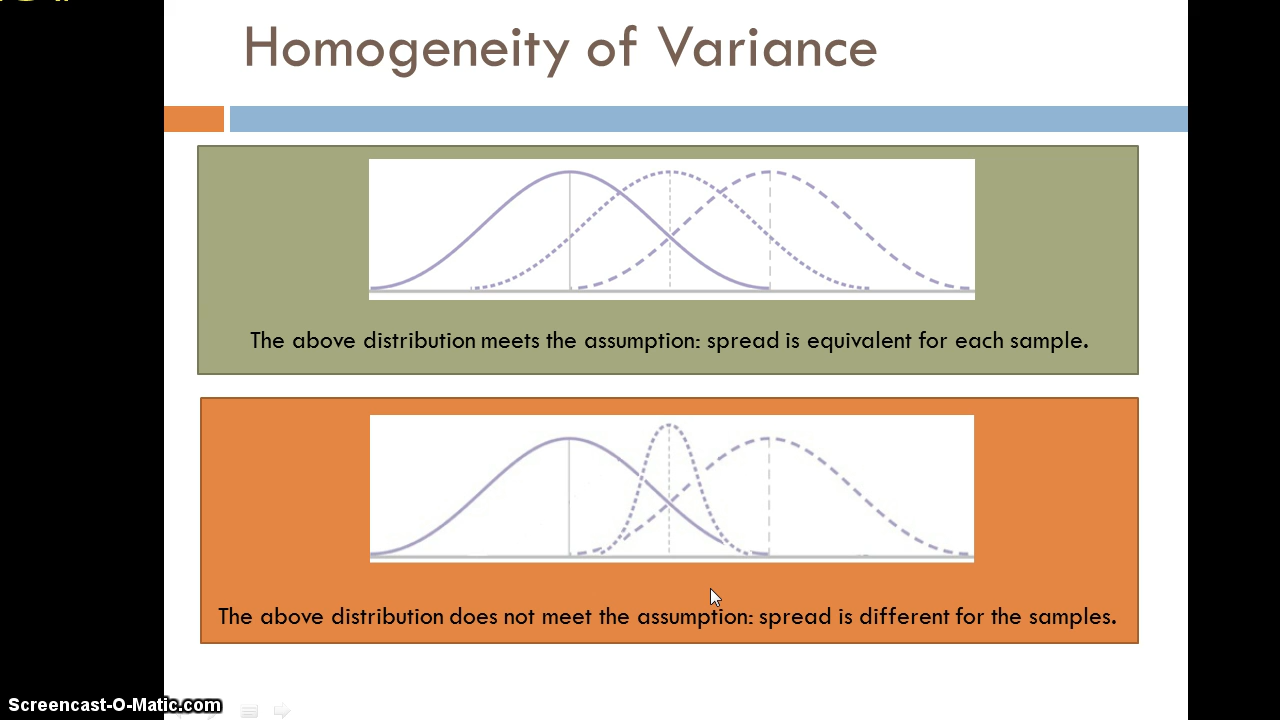 Homogeneity of Variance
The above distribution meets the assumption: spread is equivalent for each sample.
The above distribution does not meet the assumption: spread is different for the samples.
Screencast-O-Matic.com